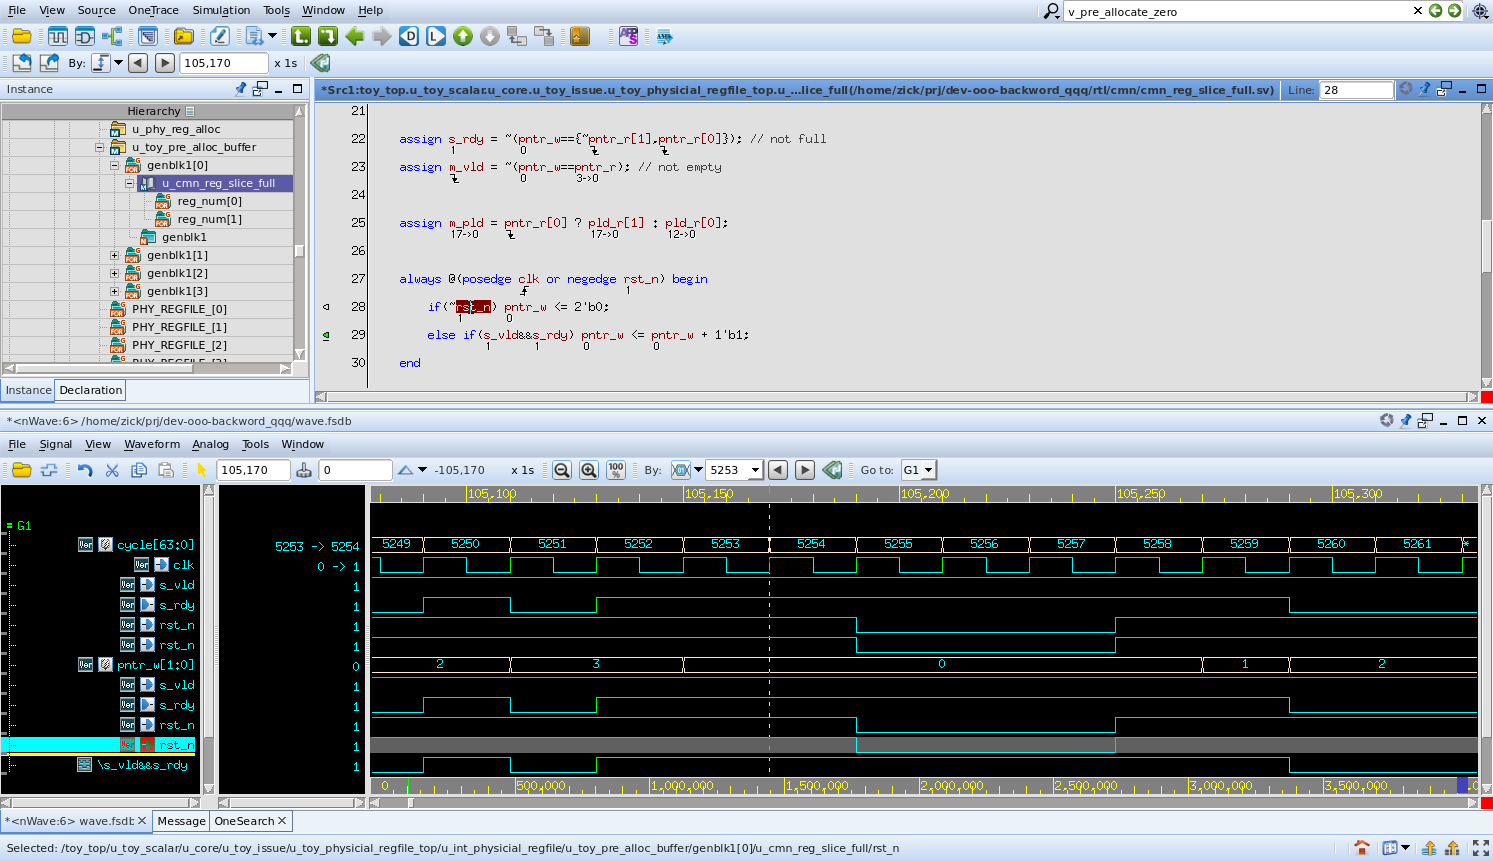 File View Source OneTrace Simulation Tools Window Help
v_pre_allocate_zero
By: 105,170 x 1s
Instance
*Src1:toy_top.u_toy_scalar.u_core.u_toy_issue.u_toy_physicial_regfile_top.u_...lice_full(/home/zick/prj/dev-ooo-backword_qqq/rtl/cmn/cmn_reg_slice_full.sv) Line: 28
Hierarchy
u_phy_reg_alloc
u_toy_pre_alloc_buffer
genblk1[0]
u_cmn_reg_slice_full
reg_num[0]
reg_num[1]
genblk1
genblk1[1]
genblk1[2]
genblk1[3]
PHY_REGFILE_[0]
PHY_REGFILE_[1]
PHY_REGFILE_[2]
Instance Declaration
21
22 assign s_rdy = ~(pntr_w=={~pntr_r[1],pntr_r[0]}); // not full
1 0
23 assign m_vld = ~(pntr_w==pntr_r); // not empty
0 3->0
24
25 assign m_pld = pntr_r[0] ? pld_r[1] : pld_r[0];
17->0 17->0 12->0
26
27 always @(posedge clk or negedge rst_n) begin
1
28 if(~rst_n) pntr_w <= 2'b0;
1 0
29 else if(s_vld&&s_rdy) pntr_w <= pntr_w + 1'b1;
1 1 0 0
30 end
*<nWave:6> /home/zick/prj/dev-ooo-backword_qqq/wave.fsdb
File Signal View Waveform Analog Tools Window
105,170 0 -105,170 x 1s 100% By: 5253 Go to: G1
105,100 105,150 105,200 105,250 105,300
= G1
cycle[63:0] 5253 -> 5254 5249 5250 5251 5252 5253 5254 5255 5256 5257 5258 5259 5260 5261 *
clk 0 -> 1
s_vld 1
s_rdy 1
rst_n 1
rst_n 1
pntr_w[1:0] 0 2 3 0 1 2
s_vld 1
s_rdy 1
rst_n 1
rst_n 1
\s_vld&&s_rdy 1
0 500,000 1,000,000 1,500,000 2,000,000 2,500,000 3,000,000 3,500,000
*<nWave:6> wave.fsdb Message OneSearch
Selected: /toy_top/u_toy_scalar/u_core/u_toy_issue/u_toy_physicial_regfile_top/u_int_physicial_regfile/u_toy_pre_alloc_buffer/genblk1[0]/u_cmn_reg_slice_full/rst_n